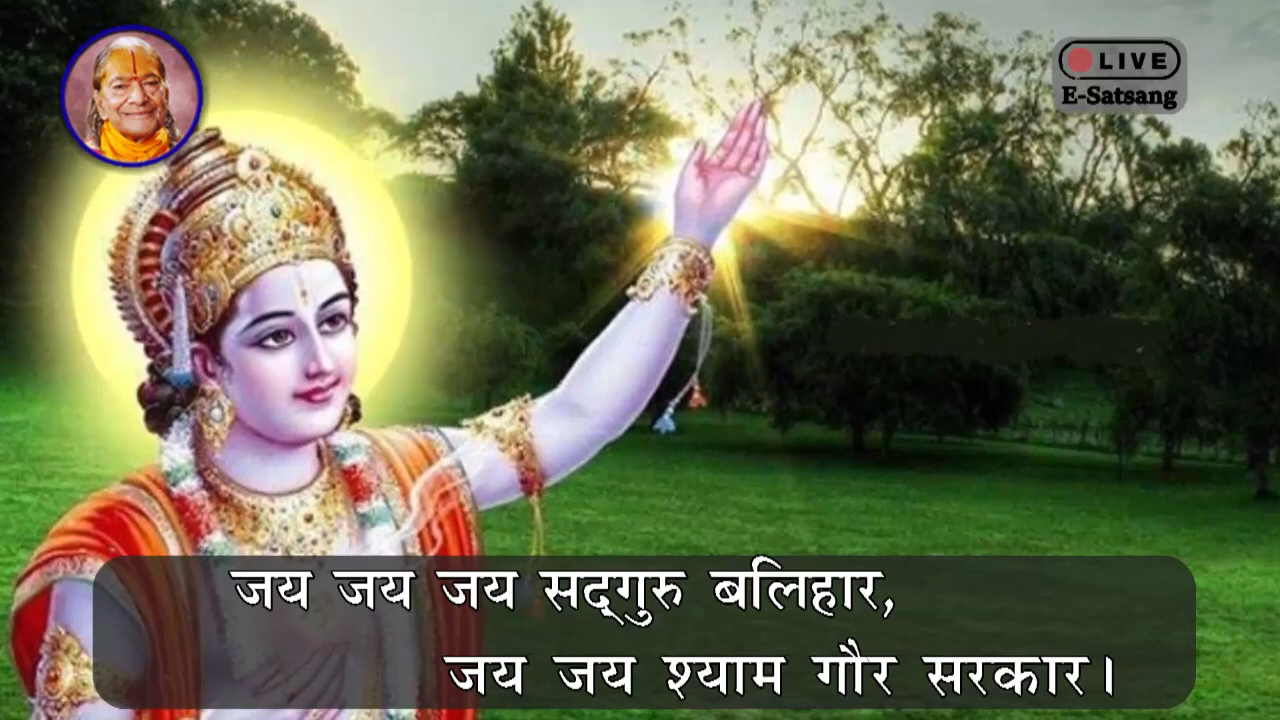 LIVE
E-Satsang
जय जय जय सद्‌गुरु बलिहार,
जय जय श्याम गौर सरकार।